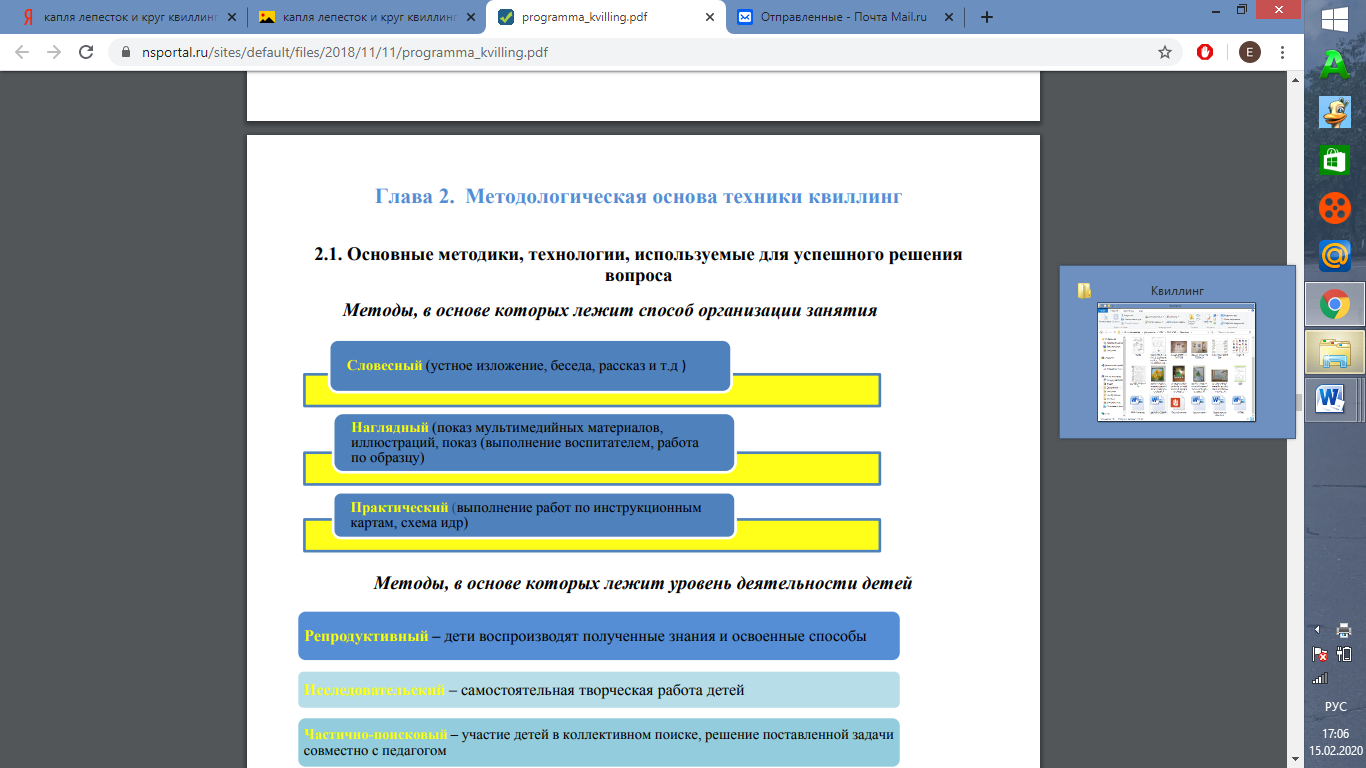 капля лепесток и круг квиллинг
капля лепесток и круг квиллинг
programma_kvilling.pdf
Отправленные - Почта Mail.ru
nsportal.ru/sites/default/files/2018/11/11/programma_kvilling.pdf
E
Глава 2. Методологическая основа техники квиллинг
2.1. Основные методики, технологии, используемые для успешного решения
вопроса
Методы, в основе которых лежит способ организации занятия
Словесный (устное изложение, беседа, рассказ и т.д )
Наглядный (показ мультимедийных материалов,
иллюстраций, показ (выполнение воспитателем, работа
по образцу)
Практический (выполнение работ по инструкционным
картам, схема идр)
Методы, в основе которых лежит уровень деятельности детей
Репродуктивный – дети воспроизводят полученные знания и освоенные способы
Исследовательский – самостоятельная творческая работа детей
Частично-поисковый – участие детей в коллективном поиске, решение поставленной задачи
совместно с педагогом
Квиллинг
РУС
17:06
15.02.2020